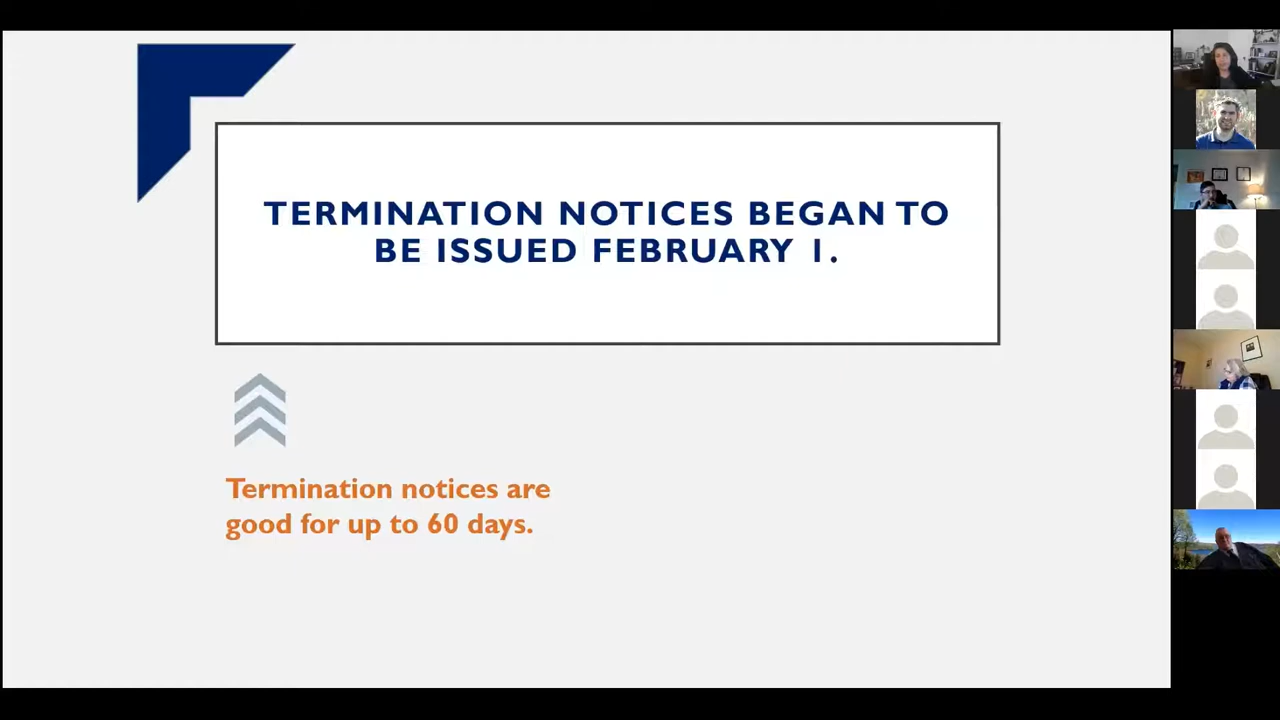 TERMINATION NOTICES BEGAN TO
BE ISSUED FEBRUARY 1.
Termination notices are
good for up to 60 days.